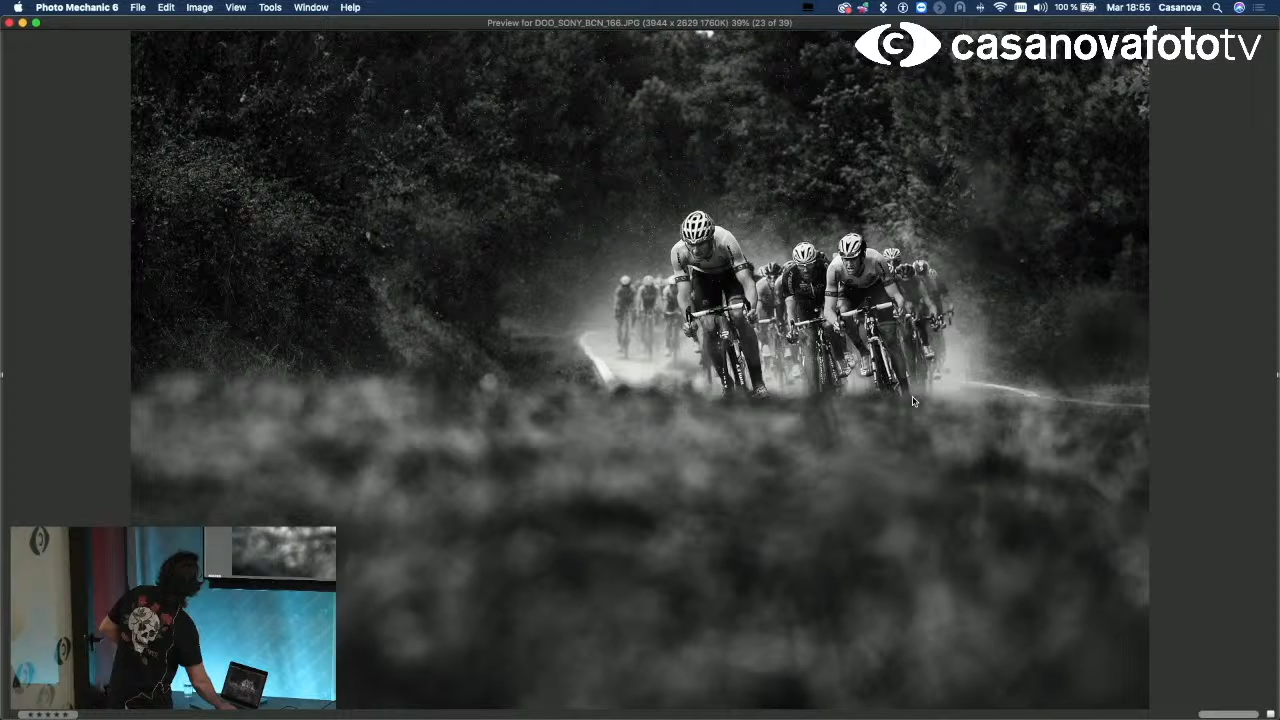 Photo Mechanic 6 File Edit Image View Tools Window Help 100 % Mar 18:55 Casanova
Preview for DOO_SONY_BCN_166.JPG (3944 x 2629 1760K) 39% (23 of 39)
casanovafototv